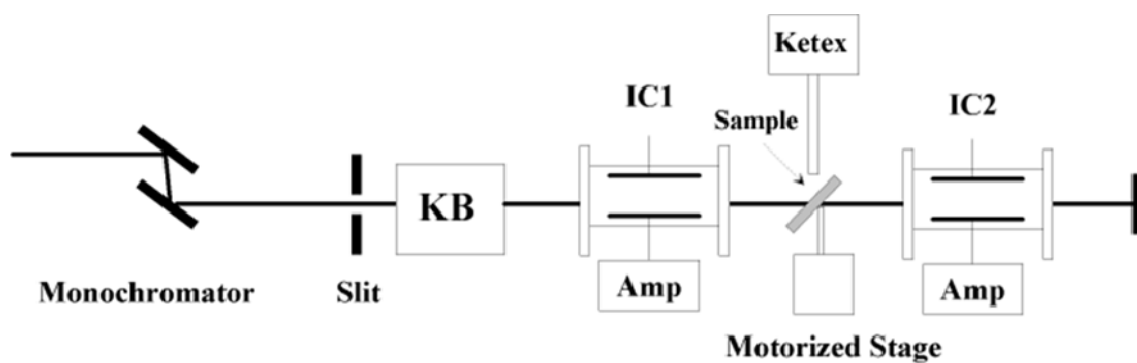 Ketex
IC1
Sample
IC2
KB
Monochromator
Slit
Amp
Amp
Motorized Stage